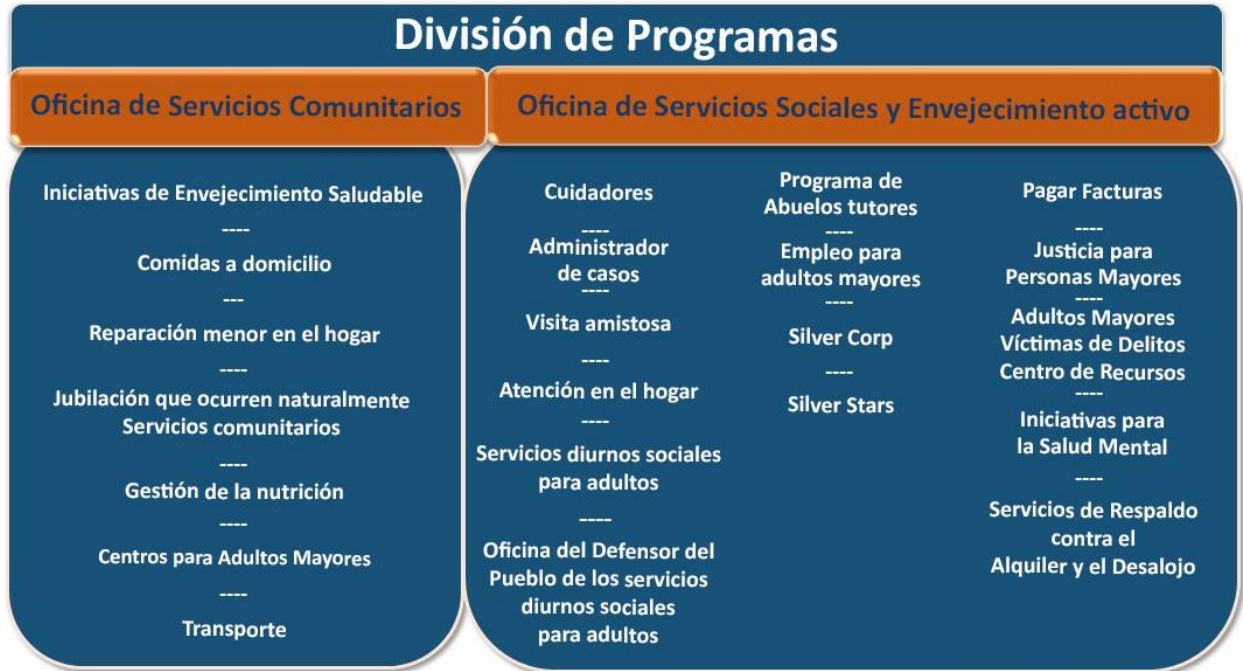 División de Programas
Oficina de Servicios Comunitarios
Iniciativas de Envejecimiento Saludable
----
Comidas a domicilio
---
Reparación menor en el hogar
----
Jubilación que ocurren naturalmente
Servicios comunitarios
----
Gestión de la nutrición
----
Centros para Adultos Mayores
----
Transporte
Oficina de Servicios Sociales y Envejecimiento activo
Cuidadores
----
Administrador
de casos
----
Visita amistosa
----
Atención en el hogar
----
Servicios diurnos sociales
para adultos
----
Oficina del Defensor del
Pueblo de los servicios
diurnos sociales
para adultos
Programa de
Abuelos tutores
----
Empleo para
adultos mayores
----
Silver Corp
----
Silver Stars
Pagar Facturas
----
Justicia para
Personas Mayores
----
Adultos Mayores
Víctimas de Delitos
Centro de Recursos
----
Iniciativas para
la Salud Mental
----
Servicios de Respaldo
contra el
Alquiler y el Desalojo